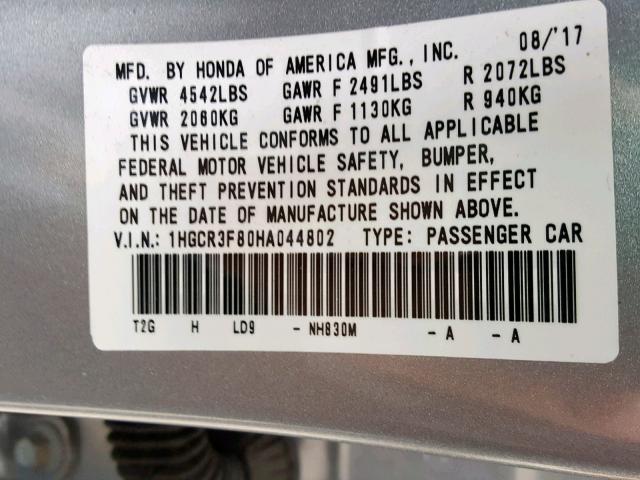 MFD. BY HONDA OF AMERICA MFG., INC. 08/'17
GVWR 4542LBS GAWR F 2491LBS R 2072LBS
GVWR 2060KG GAWR F 1130KG R 940KG
THIS VEHICLE CONFORMS TO ALL APPLICABLE
FEDERAL MOTOR VEHICLE SAFETY, BUMPER,
AND THEFT PREVENTION STANDARDS IN EFFECT
ON THE DATE OF MANUFACTURE SHOWN ABOVE.
V.I.N.: 1HGCR3F80HA044802 TYPE: PASSENGER CAR
T2G H LD9 - NH830M - A - A